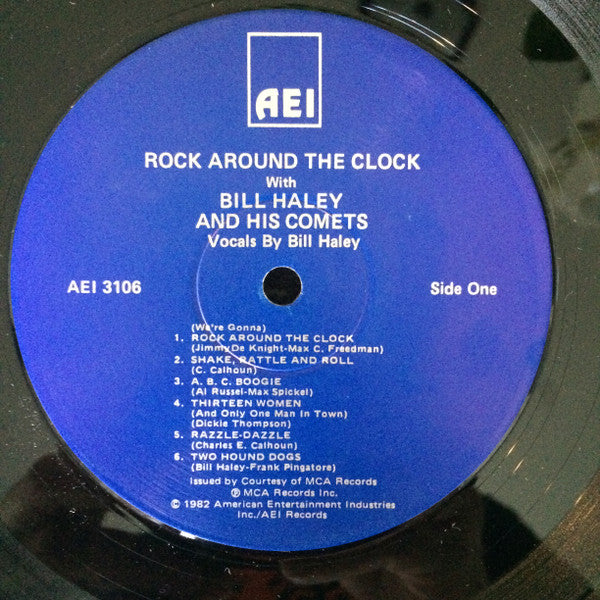 AEI
ROCK AROUND THE CLOCK
With
BILL HALEY
AND HIS COMETS
Vocals By Bill Haley
AEI 3106
Side One
(We're Gonna)
1. ROCK AROUND THE CLOCK
(Jimmy De Knight-Max C. Freedman)
2. SHAKE, RATTLE AND ROLL
(C. Calhoun)
3. A. B. C. BOOGIE
(Al Russel-Max Spickel)
4. THIRTEEN WOMEN
(And Only One Man In Town)
(Dickie Thompson)
5. RAZZLE-DAZZLE
(Charles E. Calhoun)
6. TWO HOUND DOGS
(Bill Haley-Frank Pingatore)
Issued by Courtesy of MCA Records
℗ MCA Records Inc.
© 1982 American Entertainment Industries
Inc./AEI Records